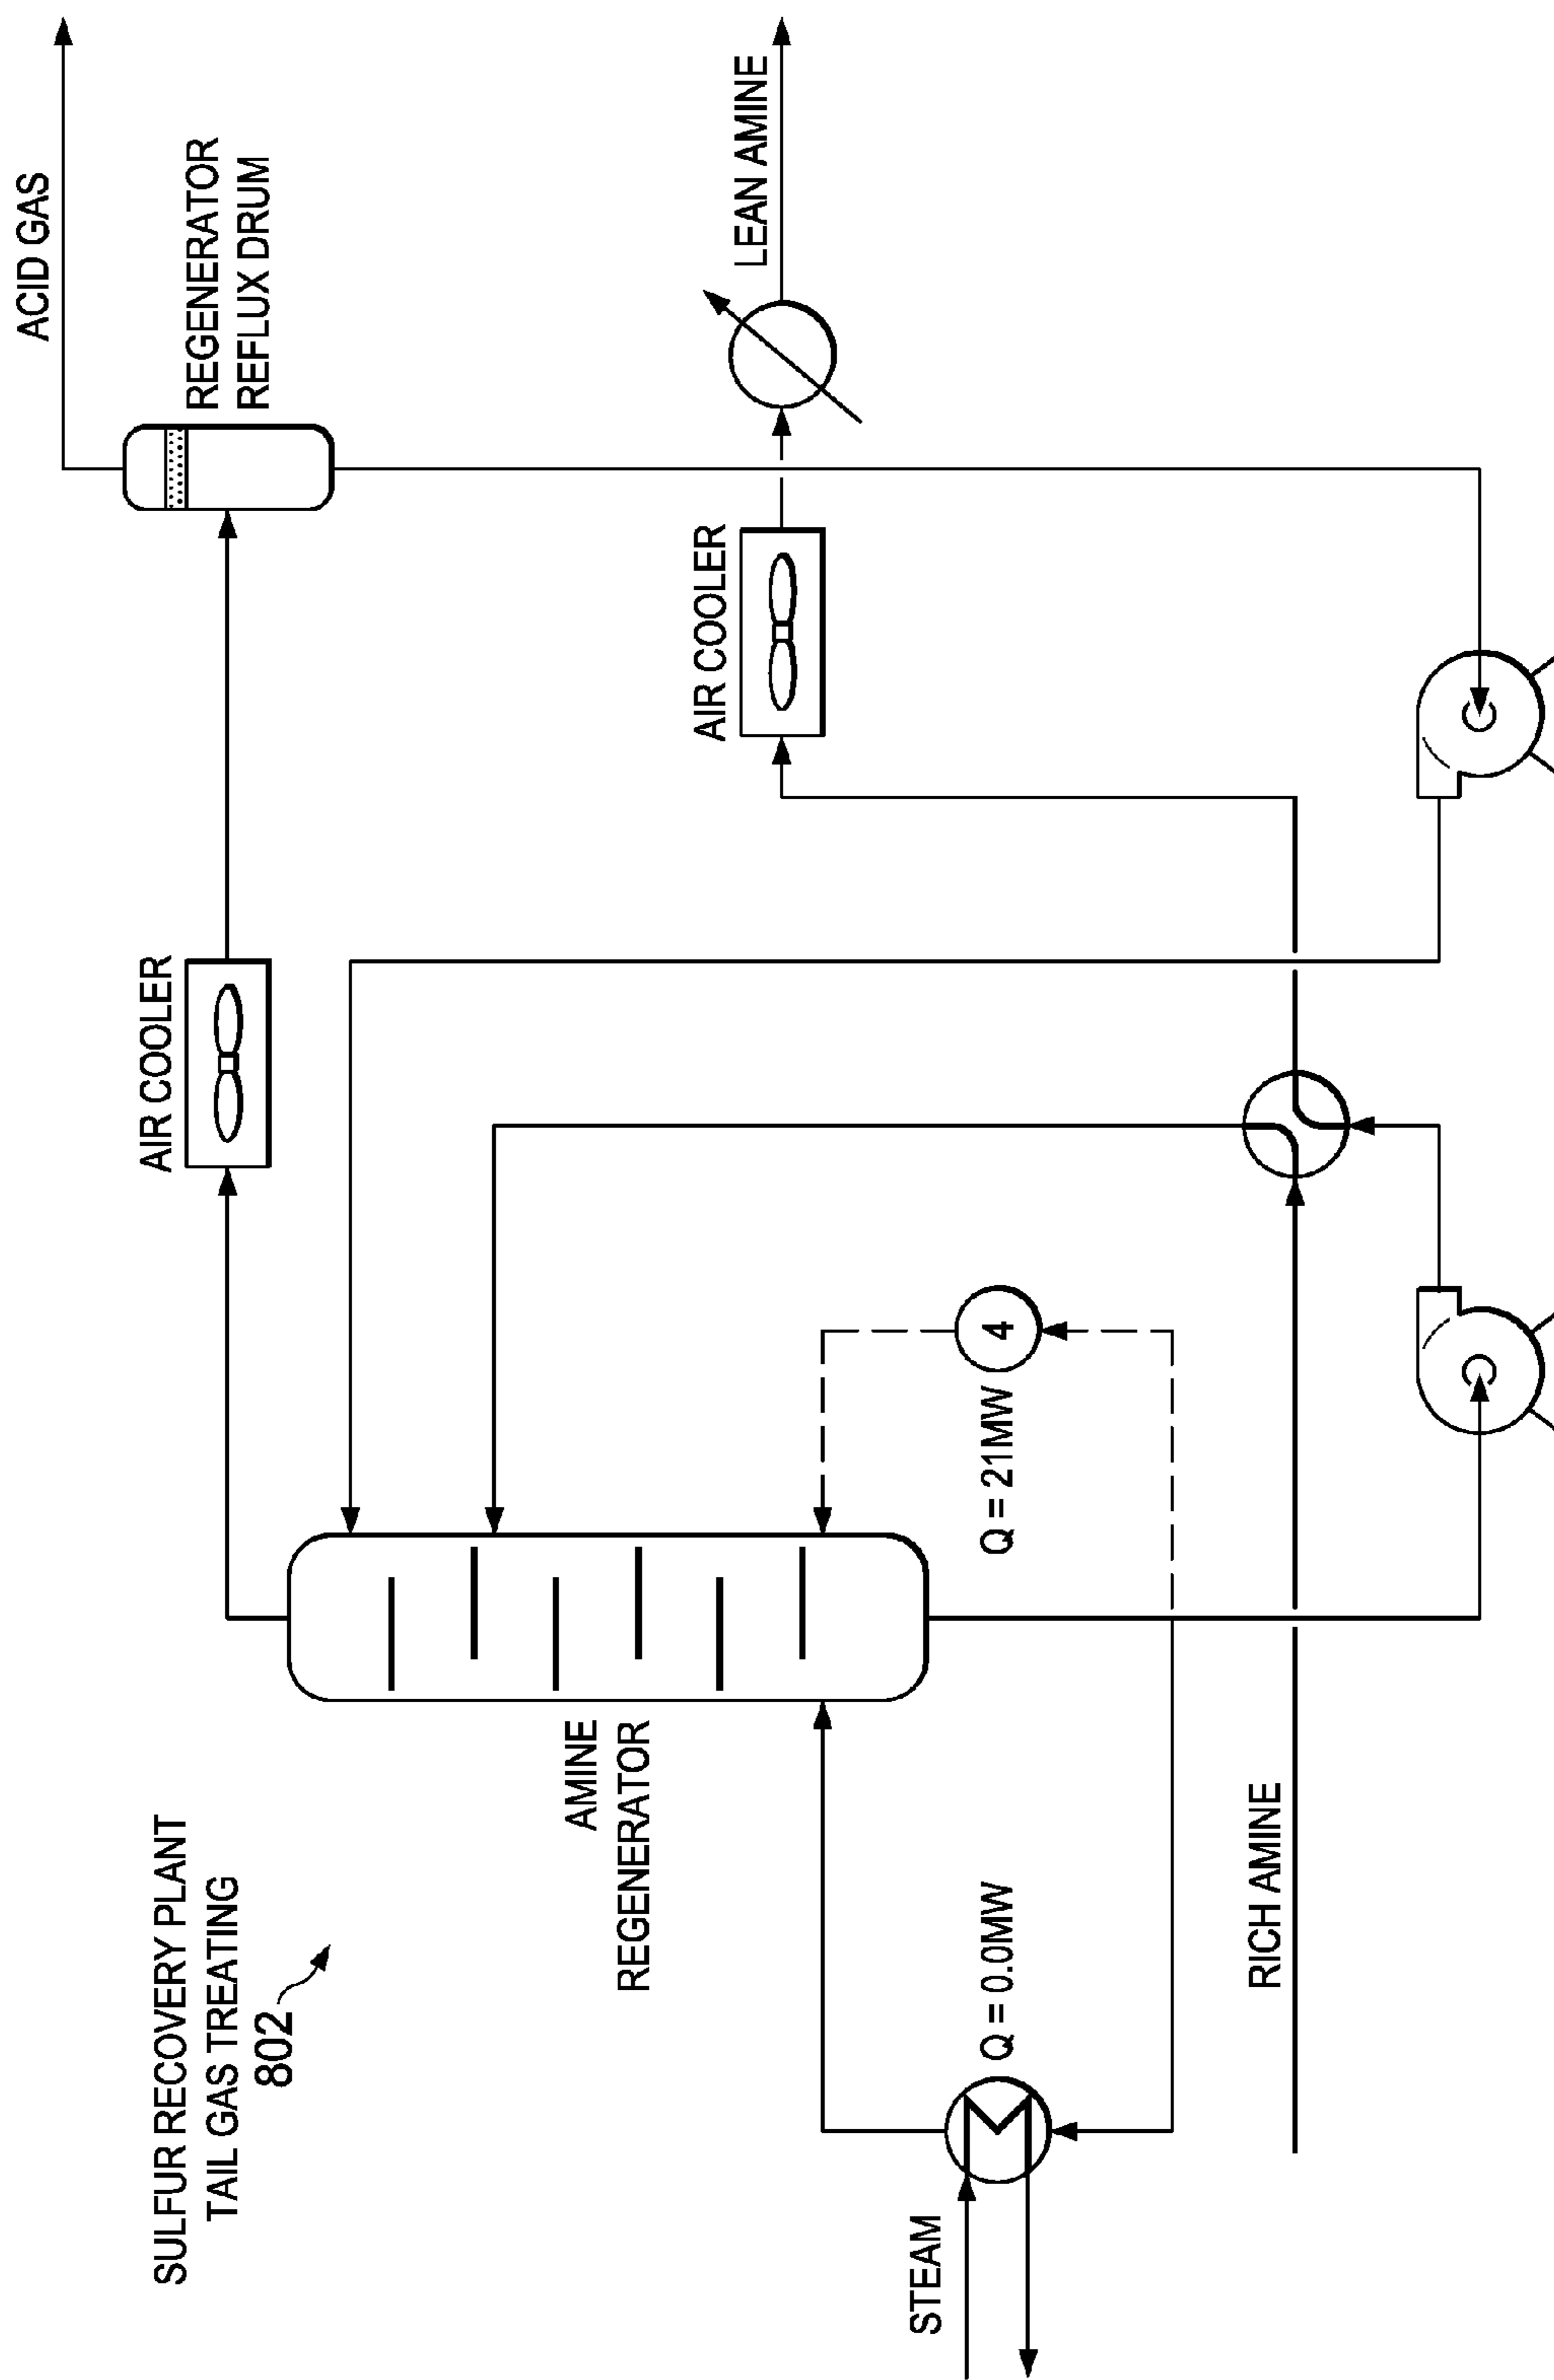 SULFUR RECOVERY PLANT
TAIL GAS TREATING
802
AIR COOLER
ACID GAS
REGENERATOR
REFLUX DRUM
AMINE
REGENERATOR
AIR COOLER
LEAN AMINE
STEAM
Q = 0.0MW
Q = 21MW
4
RICH AMINE